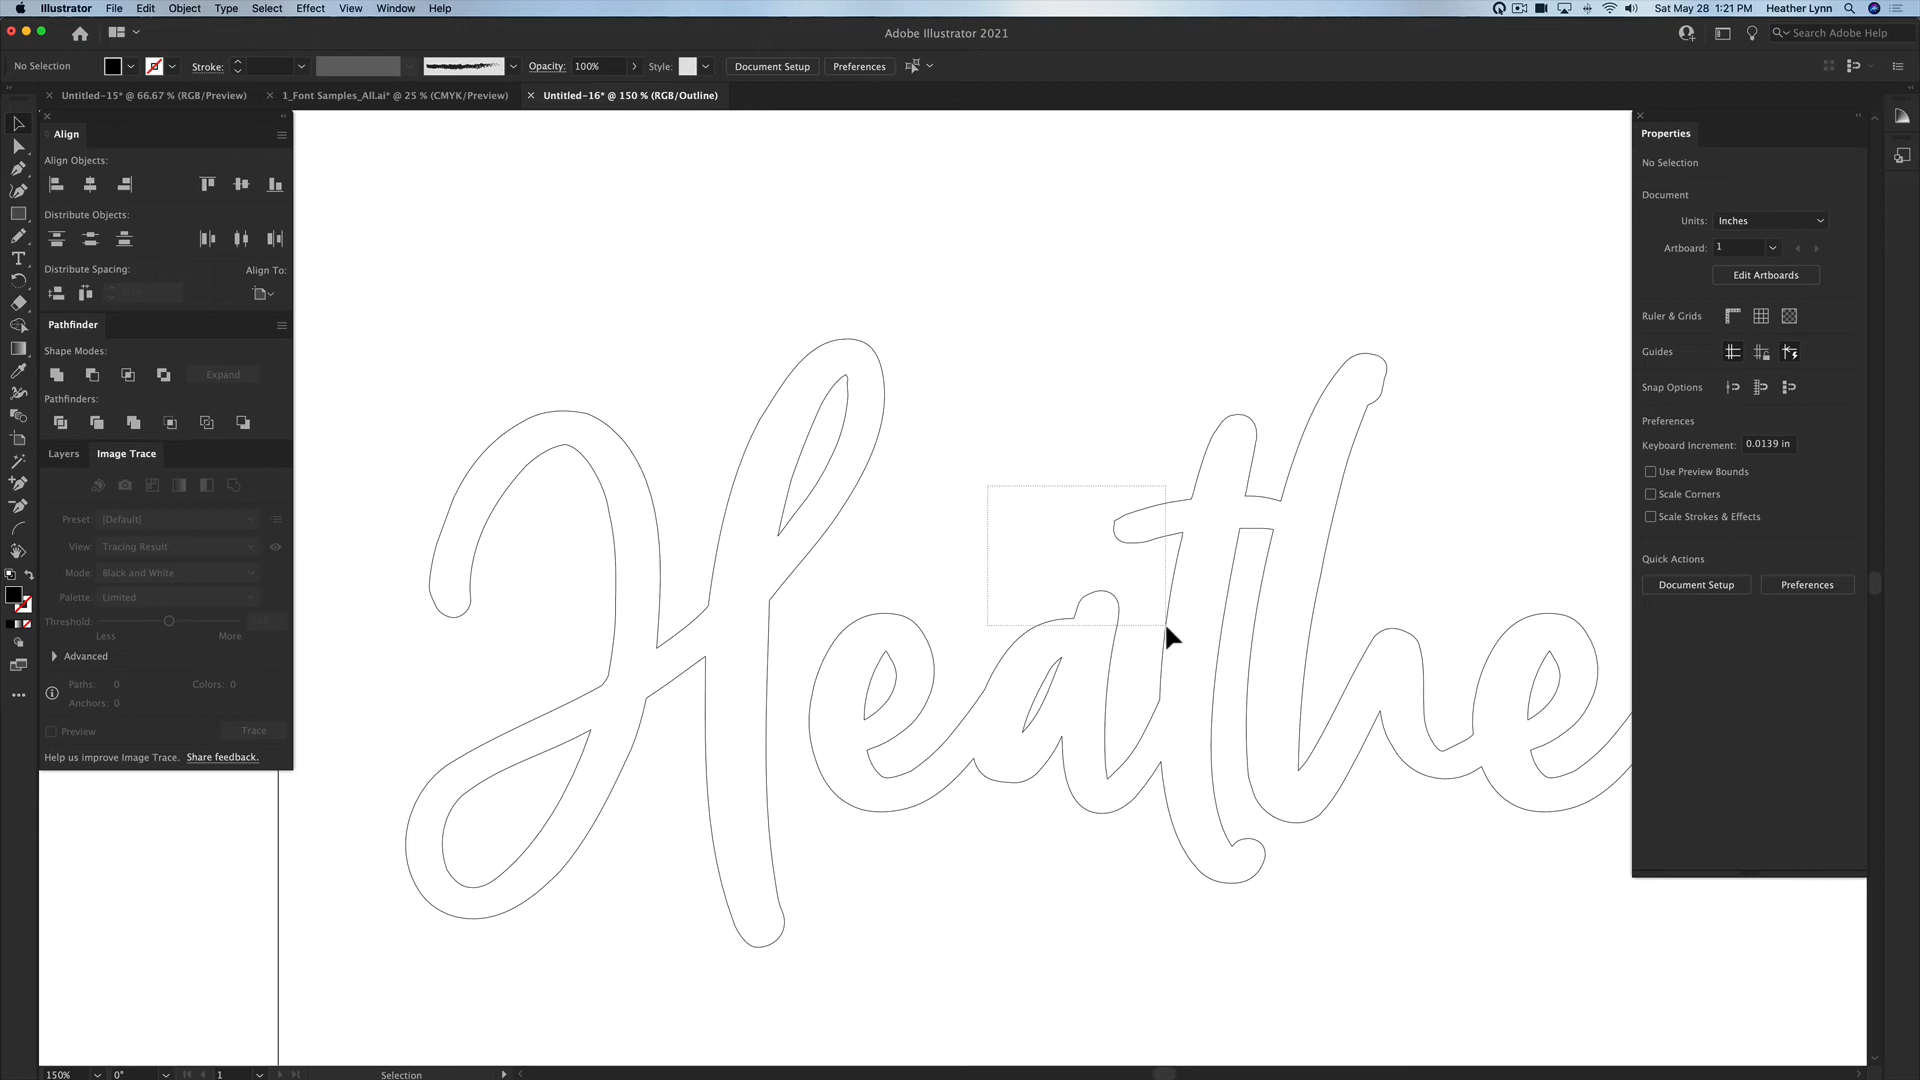 Illustrator File Edit Object Type Select Effect View Window Help
Sat May 28 1:21 PM Heather Lynn
Adobe Illustrator 2021
Search Adobe Help
No Selection
Stroke:
Opacity: 100%
Style:
Document Setup
Preferences
Untitled-15* @ 66.67 % (RGB/Preview)
1_Font Samples_All.ai* @ 25 % (CMYK/Preview)
Untitled-16* @ 150 % (RGB/Outline)
Align
Align Objects:
Distribute Objects:
Distribute Spacing:
Align To:
Pathfinder
Shape Modes:
Expand
Pathfinders:
Layers Image Trace
Preset: [Default]
View: Tracing Result
Mode: Black and White
Palette: Limited
Threshold:
Less More
Advanced
Paths: 0 Colors: 0
Anchors: 0
Preview Trace
Help us improve Image Trace. Share feedback.
Heathe
Properties
No Selection
Document
Units: Inches
Artboard: 1
Edit Artboards
Ruler & Grids
Guides
Snap Options
Preferences
Keyboard Increment: 0.0139 in
Use Preview Bounds
Scale Corners
Scale Strokes & Effects
Quick Actions
Document Setup Preferences
150% 0° 1 Selection